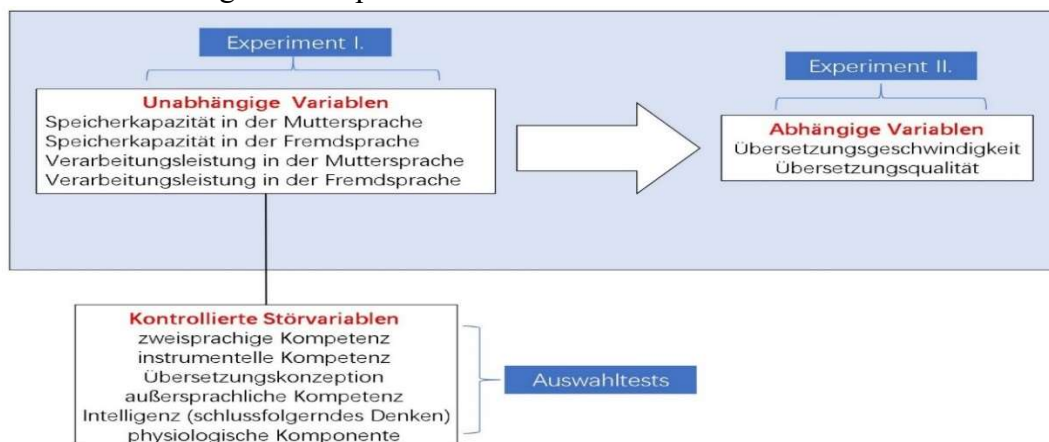 Experiment I.
Unabhängige Variablen
Speicherkapazität in der Muttersprache
Speicherkapazität in der Fremdsprache
Verarbeitungsleistung in der Muttersprache
Verarbeitungsleistung in der Fremdsprache
Experiment II.
Abhängige Variablen
Übersetzungsgeschwindigkeit
Übersetzungsqualität
Kontrollierte Störvariablen
zweisprachige Kompetenz
instrumentelle Kompetenz
Übersetzungskonzeption
außersprachliche Kompetenz
Intelligenz (schlussfolgerndes Denken)
physiologische Komponente
Auswahltests